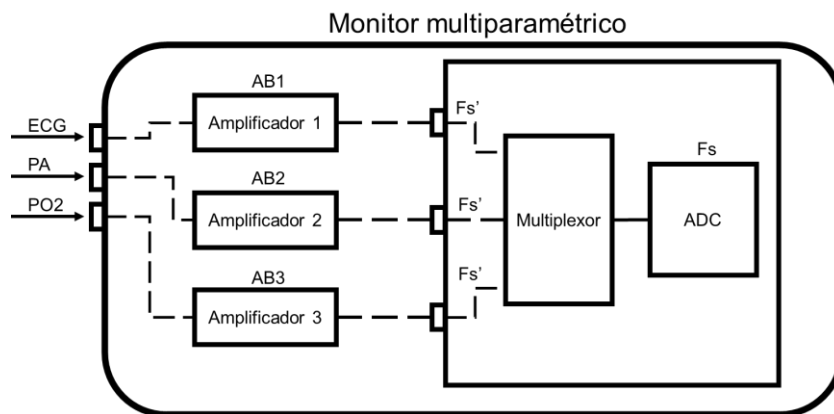 Monitor multiparamétrico
ECG
PA
PO2
AB1
Amplificador 1
AB2
Amplificador 2
AB3
Amplificador 3
Fs'
Fs'
Fs'
Multiplexor
Fs
ADC